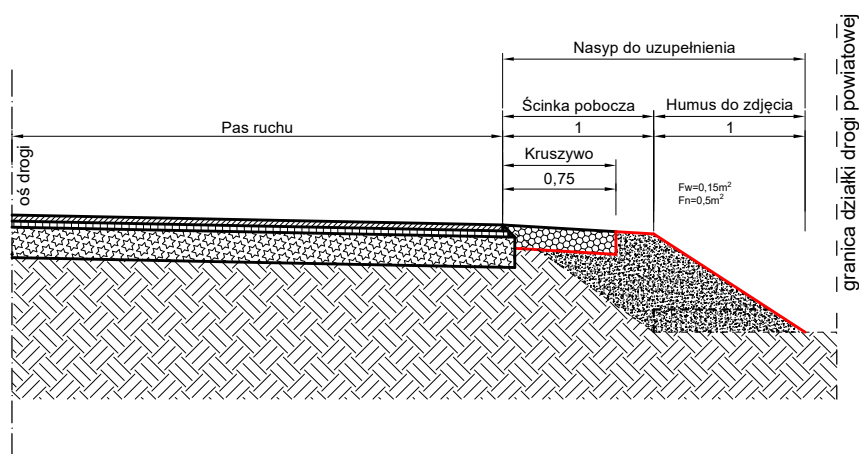 Nasyp do uzupełnienia
Ścinka pobocza
Humus do zdjęcia
Pas ruchu
1
1
Kruszywo
0,75
Fw=0,15m²
Fn=0,5m²
oś drogi
granica działki drogi powiatowej